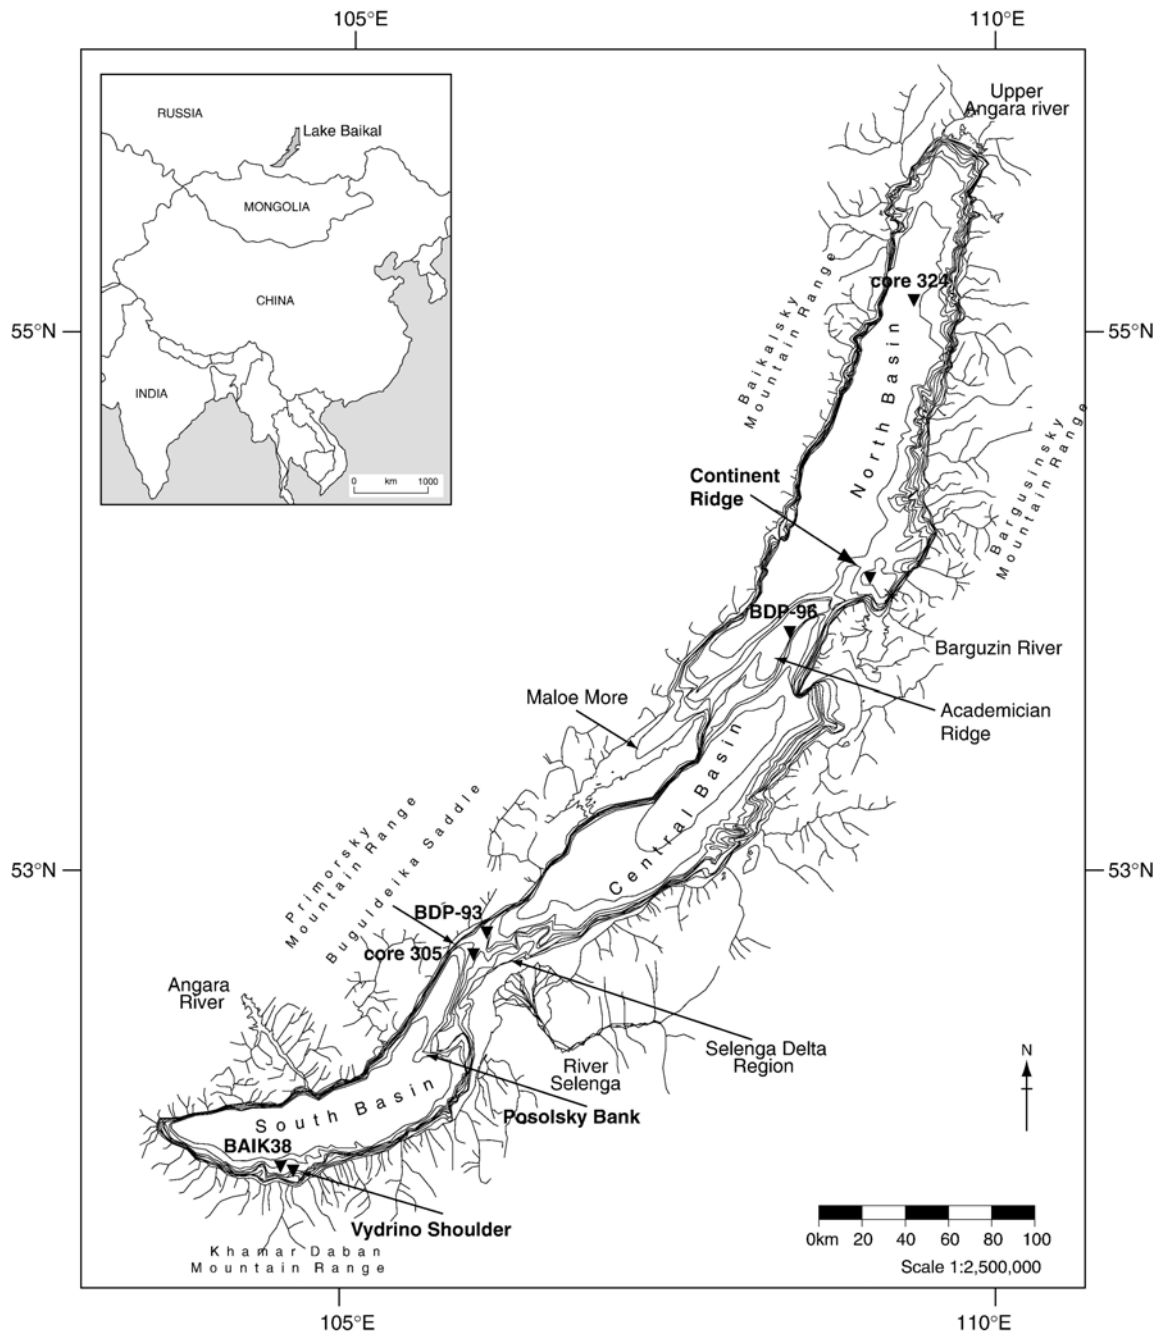 105°E
110°E
RUSSIA
Lake Baikal
MONGOLIA
CHINA
INDIA
0 km 1000
Upper
Angara river
core 324
55°N
55°N
Baikalsky
Mountain Range
North Basin
Bargusinsky
Mountain Range
Continent
Ridge
BDP-96
Barguzin River
Maloe More
Academician
Ridge
Central Basin
Primorsky
Mountain Range
Buguldeika Saddle
53°N
53°N
BDP-93
core 305
Angara
River
Selenga Delta
Region
River
Selenga
N
South Basin
Posolsky Bank
BAIK38
Vydrino Shoulder
Khamar Daban
Mountain Range
0km 20 40 60 80 100
Scale 1:2,500,000
105°E
110°E